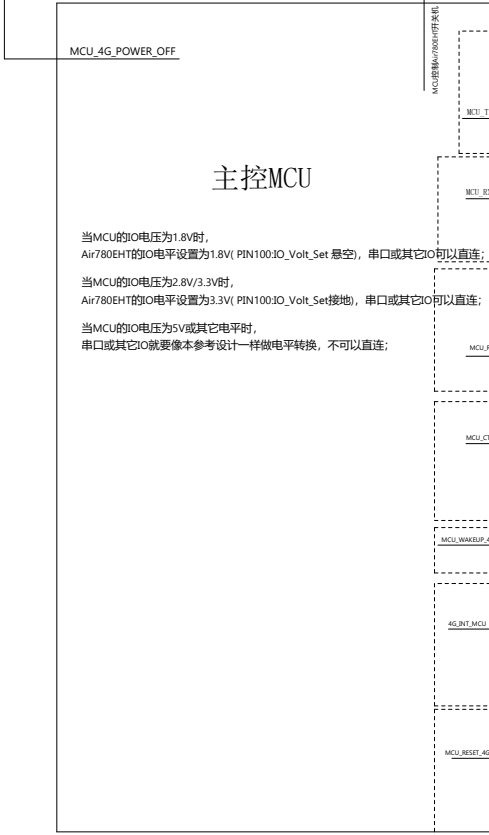 MCU控制Air780EHT开关机
MCU_4G_POWER_OFF
主控MCU
当MCU的IO电压为1.8V时，
Air780EHT的IO电平设置为1.8V( PIN100:IO_Volt_Set 悬空)，串口或其它IO可以直连；
当MCU的IO电压为2.8V/3.3V时，
Air780EHT的IO电平设置为3.3V( PIN100:IO_Volt_Set接地)，串口或其它IO可以直连；
当MCU的IO电压为5V或其它电平时，
串口或其它IO就要像本参考设计一样做电平转换，不可以直连；
MCU_T
MCU_R
MCU_CT
MCU_WAKEUP_4
4G_INT_MCU
MCU_RESET_4G